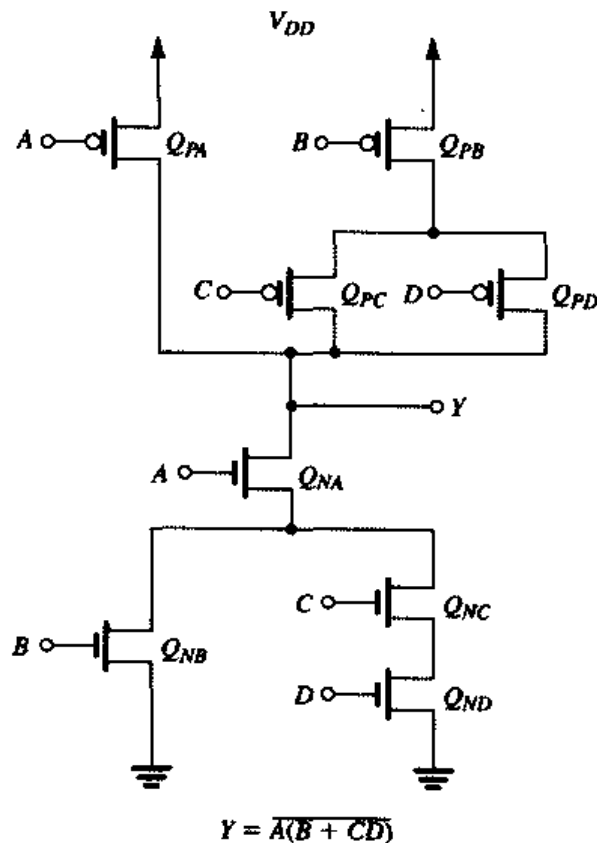 V_DD
A Q_PA B Q_PB
C Q_PC D Q_PD
Y
A Q_NA
C Q_NC
B Q_NB
D Q_ND
Y = \overline{A(B + CD)}